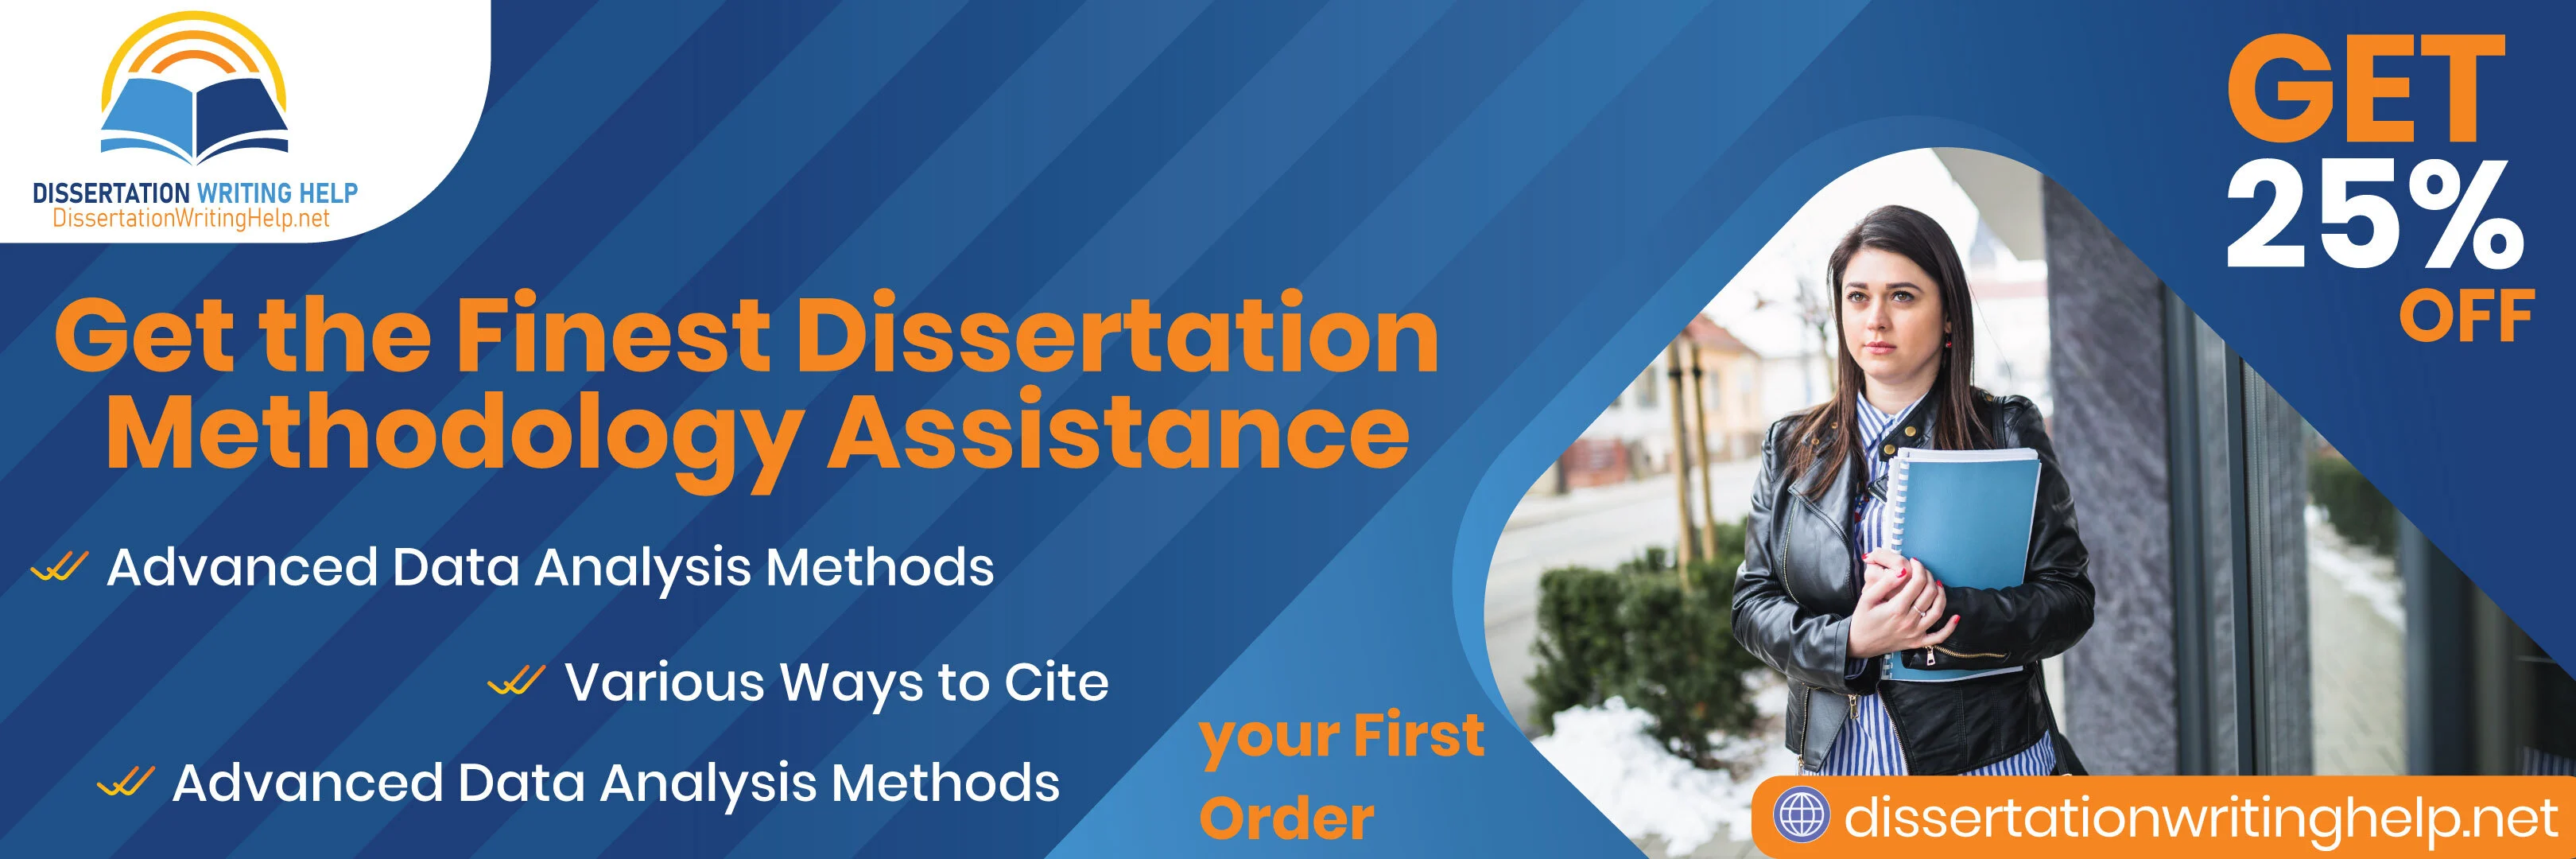 DISSERTATION WRITING HELP
DissertationWritingHelp.net
GET
25%
OFF
Get the Finest Dissertation
Methodology Assistance
Advanced Data Analysis Methods
Various Ways to Cite
Advanced Data Analysis Methods
your First
Order
dissertationwritinghelp.net